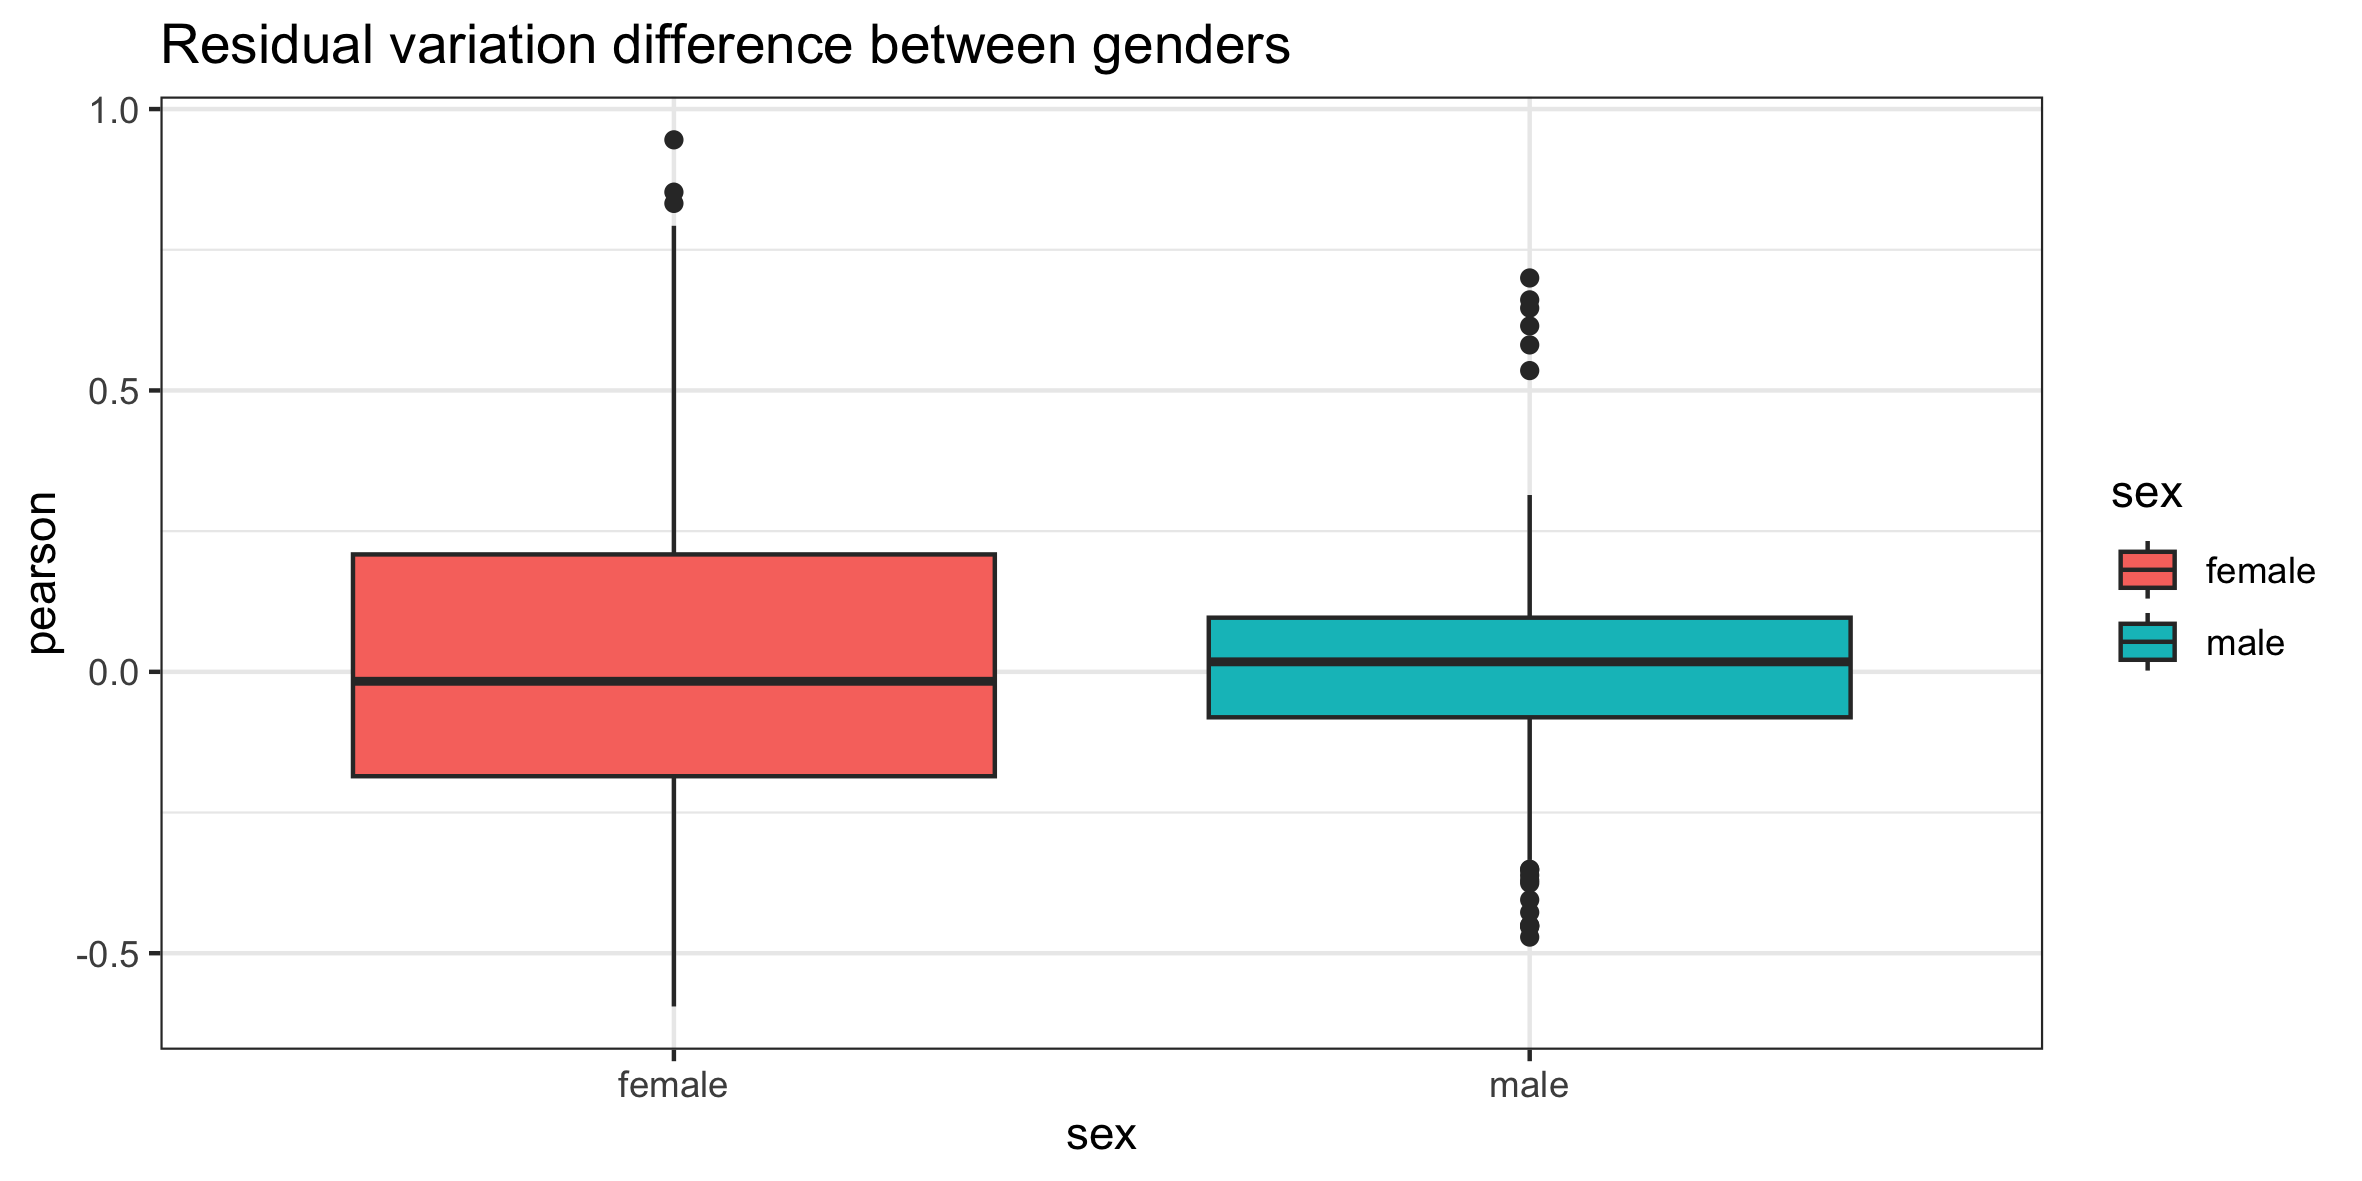 Residual variation difference between genders
1.0
0.5
0.0
-0.5
pearson
female
male
sex
sex
female
male